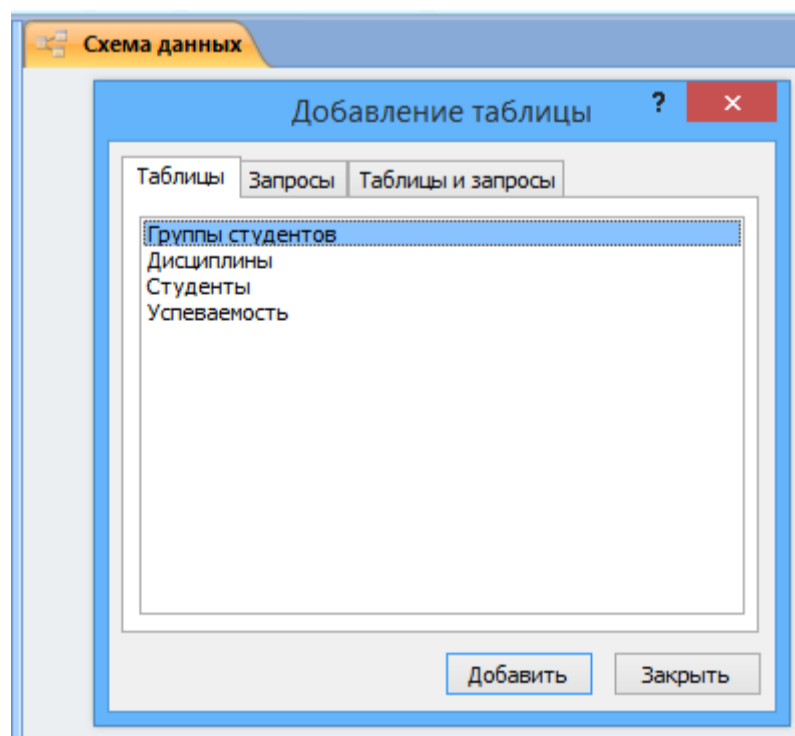 Схема данных
Добавление таблицы ? ×
Таблицы Запросы Таблицы и запросы
Группы студентов
Дисциплины
Студенты
Успеваемость
Добавить Закрыть